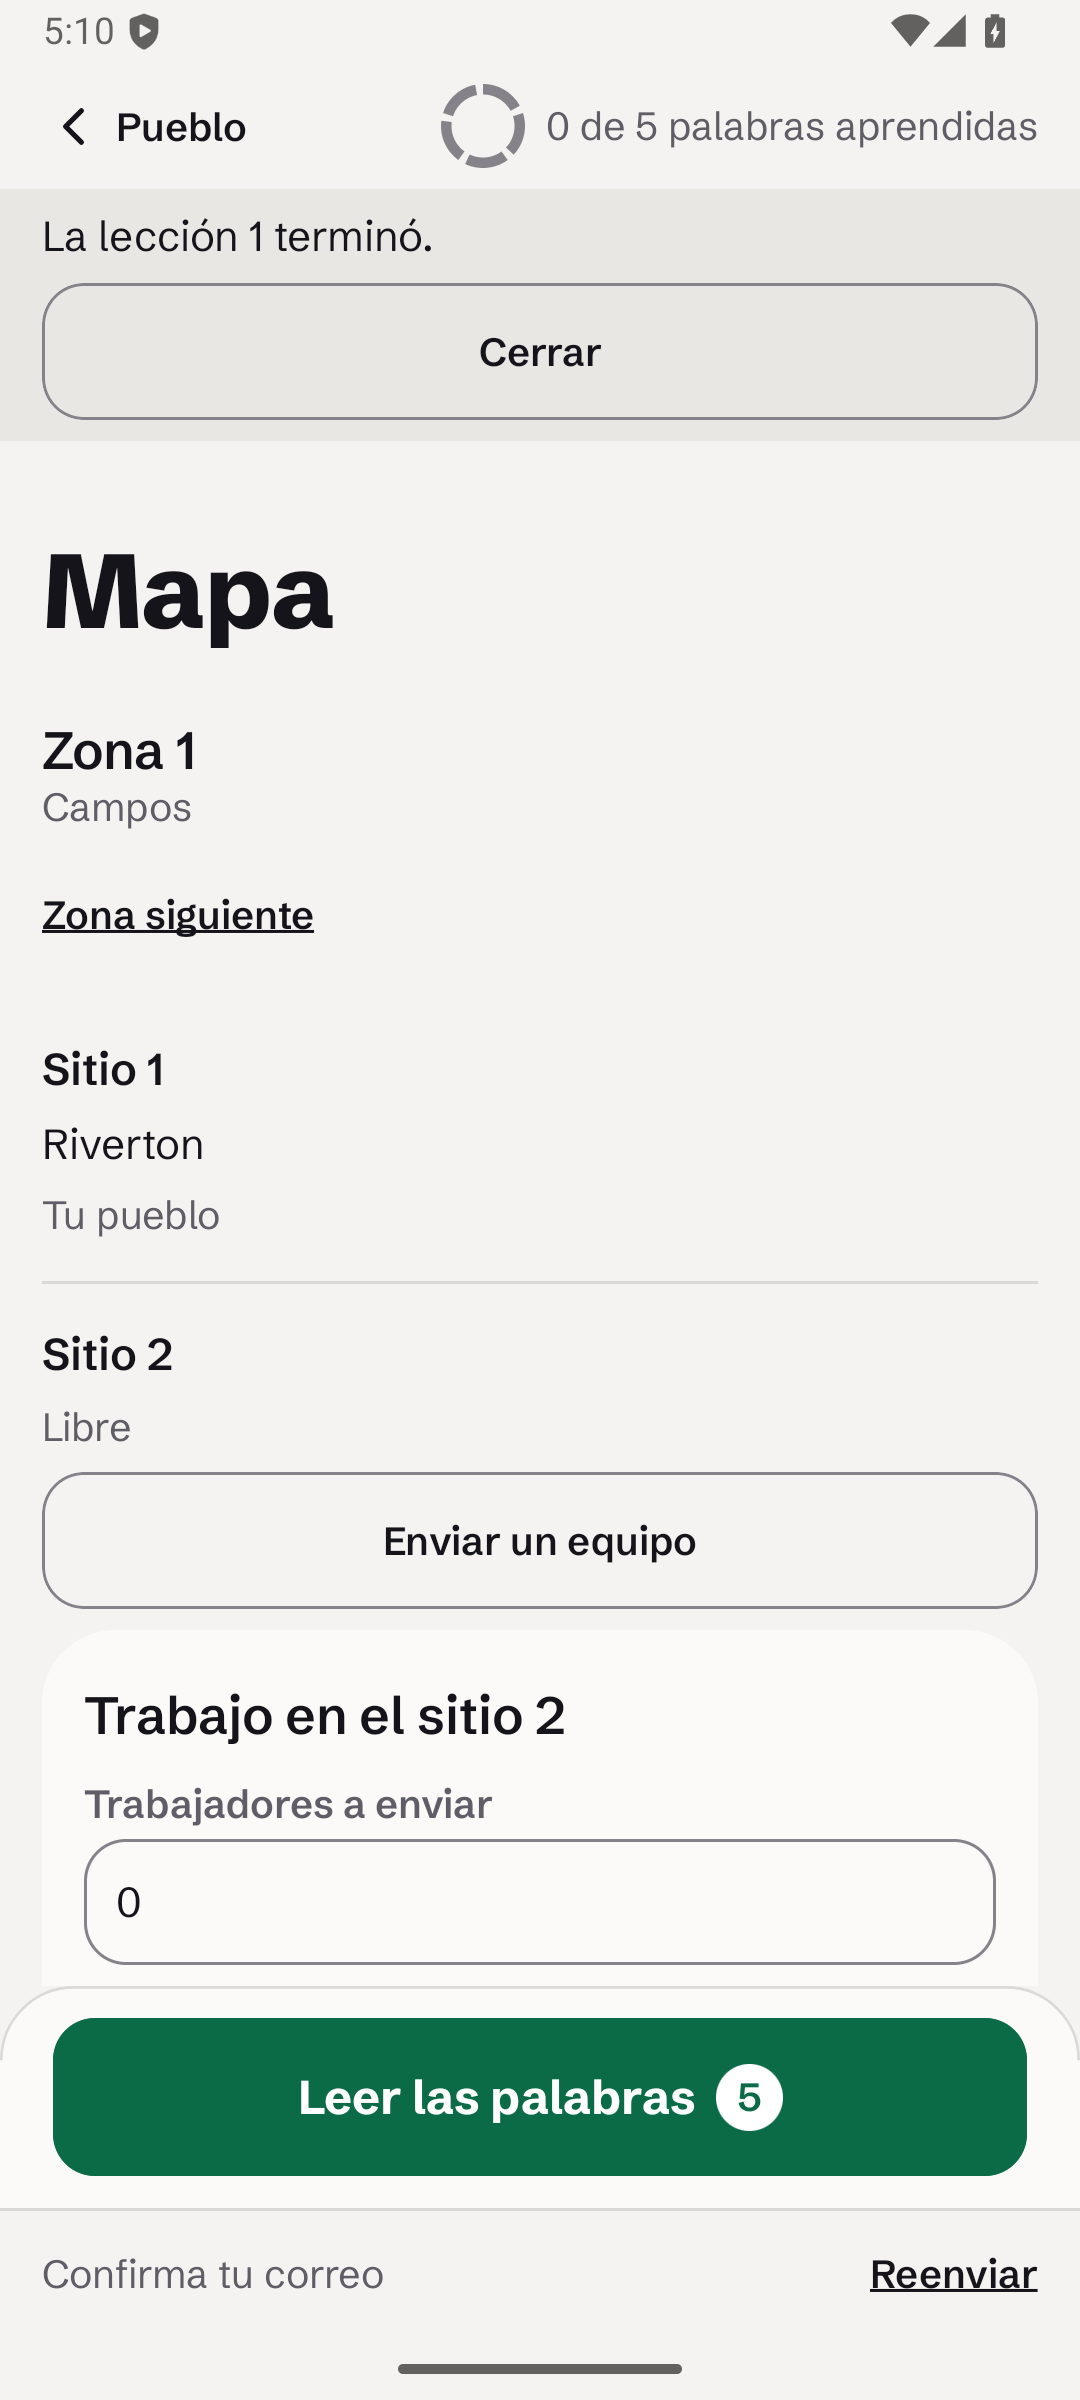 5:10
Pueblo
0 de 5 palabras aprendidas
La lección 1 terminó.
Cerrar
Mapa
Zona 1
Campos
Zona siguiente
Sitio 1
Riverton
Tu pueblo
Sitio 2
Libre
Enviar un equipo
Trabajo en el sitio 2
Trabajadores a enviar
0
Leer las palabras 5
Confirma tu correo
Reenviar